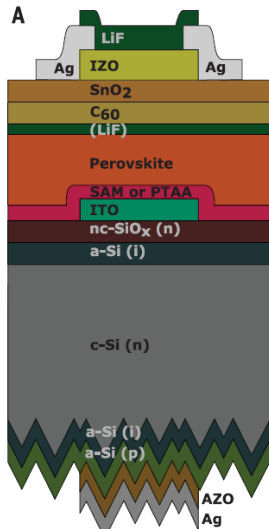 A
LiF
Ag IZO Ag
SnO2
C60
(LiF)
Perovskite
SAM or PTAA
ITO
nc-SiOx (n)
a-Si (i)
c-Si (n)
a-Si (i)
a-Si (p)
AZO
Ag